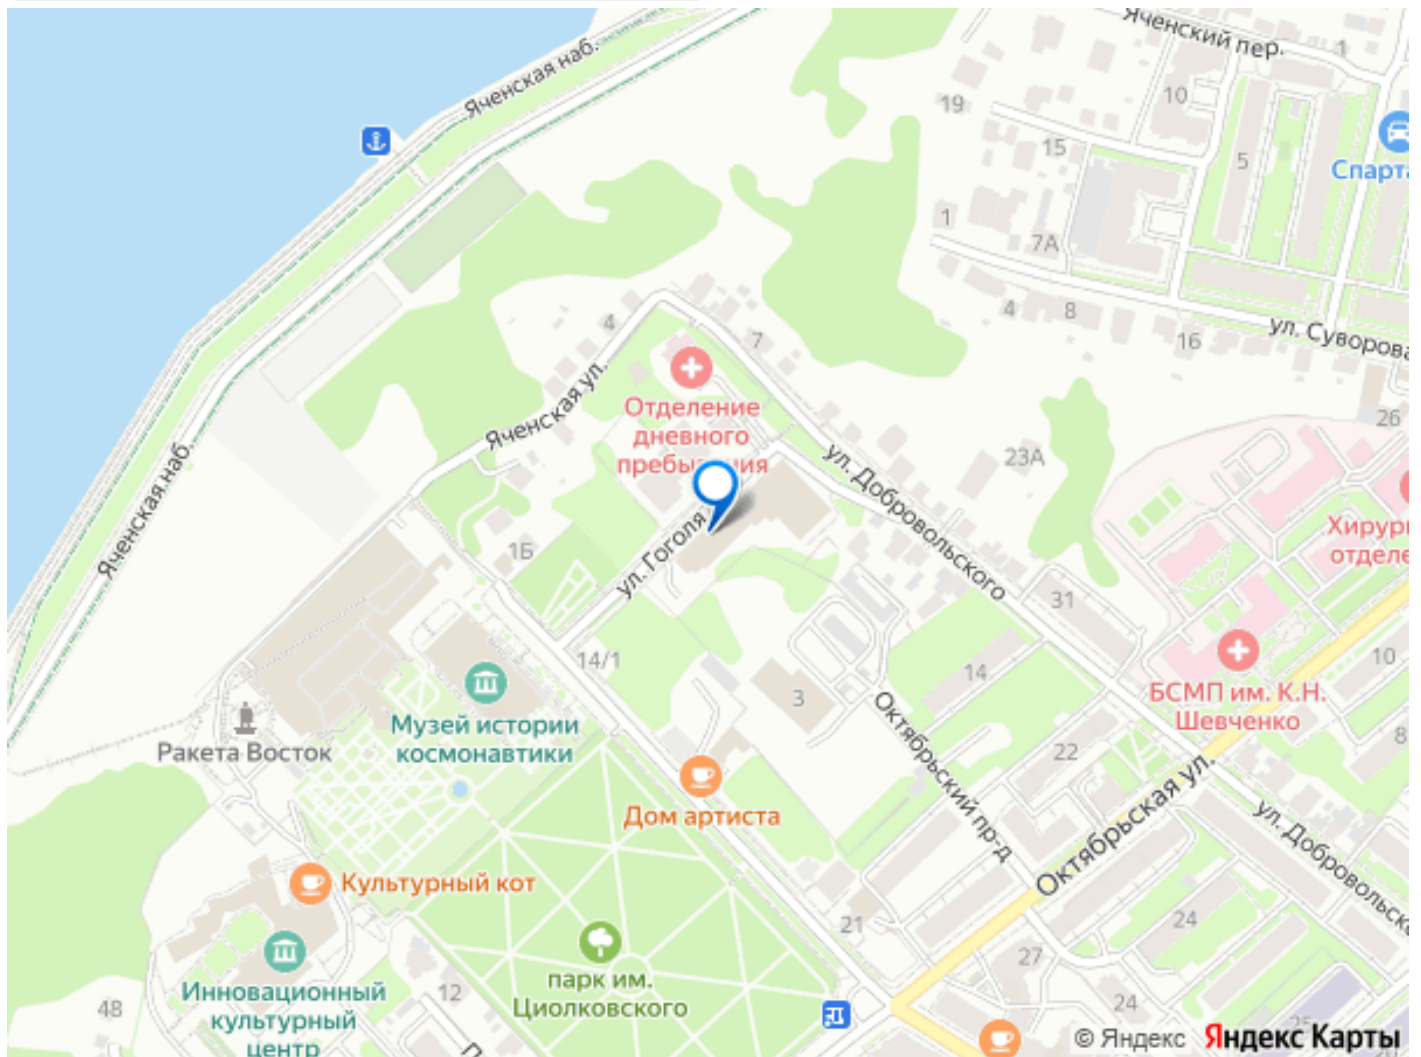 Яченский пер.
1
Яченская наб.
10
19
15
5
Спарта
1
7А
4
8
16
ул. Суворова
4
7
26
Яченская ул.
Отделение
дневного
ул. Добровольского
23А
Яченская наб.
Хирур
отделе
1Б
ул. Гоголя
31
14/1
14
10
БСМП им. К.Н.
Шевченко
3
Музей истории
космонавтики
Ракета Восток
Октябрьский пр-д
22
8
Октябрьская ул.
Дом артиста
ул. Добровольско
Культурный кот
21
24
27
парк им.
Циолковского
Инновационный
культурный
центр
12
48
24
25
© Яндекс Яндекс Карты